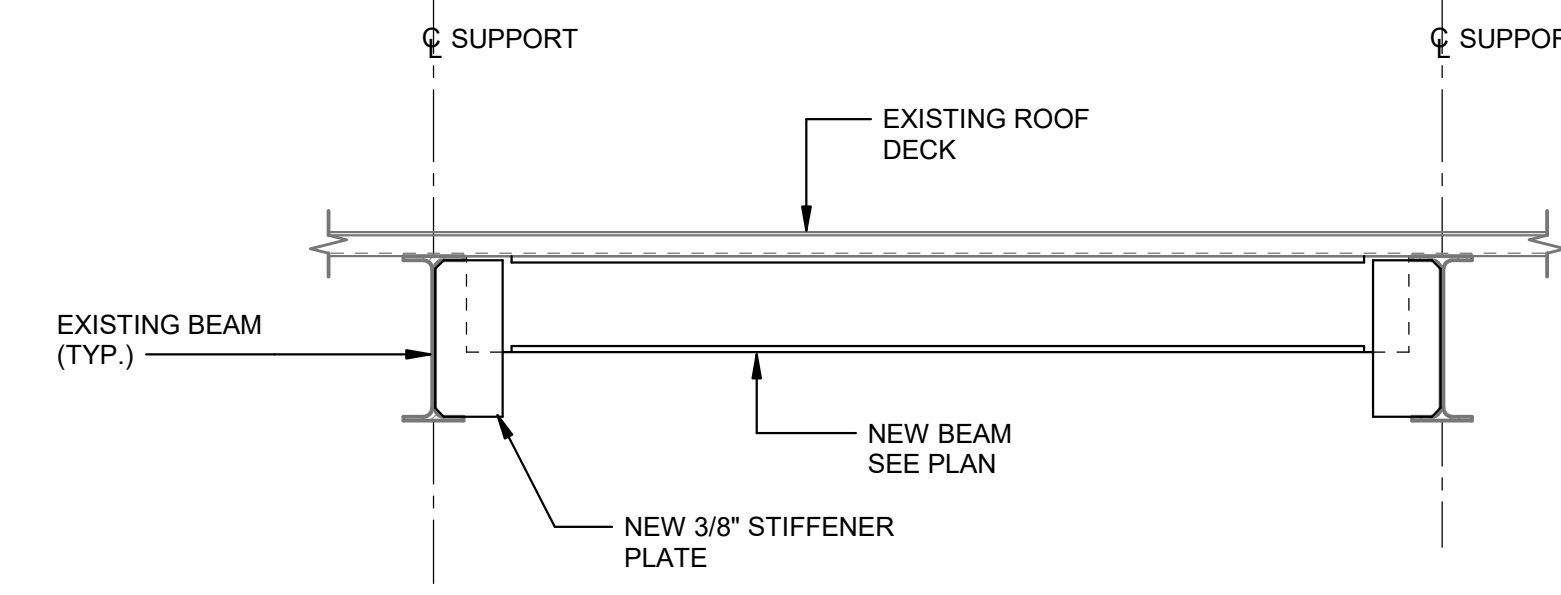 ℄ SUPPORT
℄ SUPPOR
EXISTING ROOF
DECK
EXISTING BEAM
(TYP.)
NEW BEAM
SEE PLAN
NEW 3/8" STIFFENER
PLATE